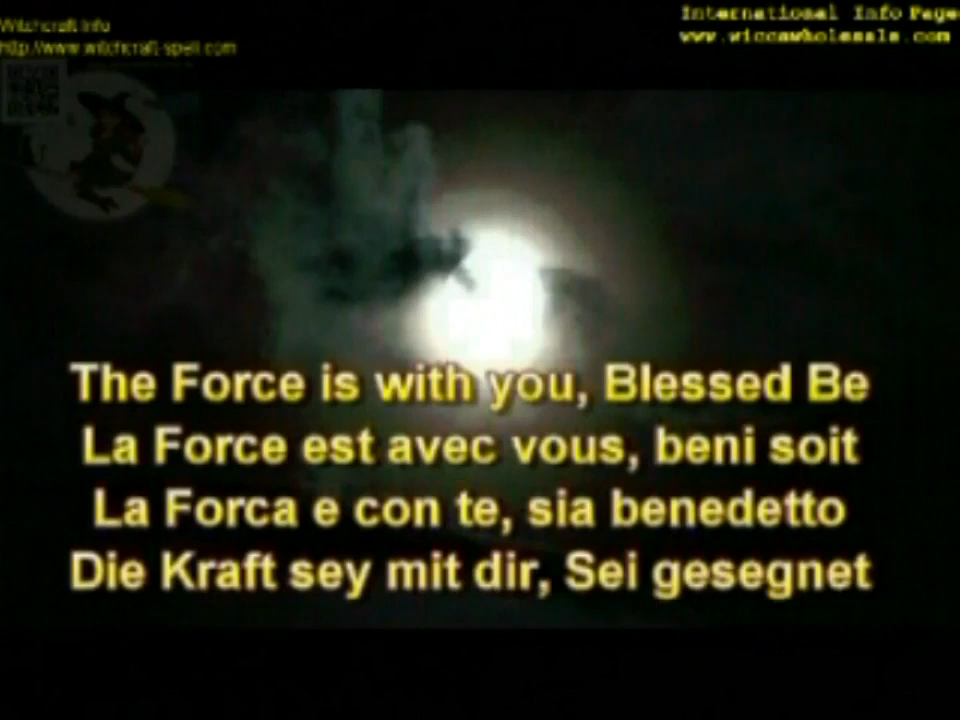 Witchcraft Info
http://www.witchcraft-spell.com
International Info Page
www.wiccawholesale.com
The Force is with you, Blessed Be
La Force est avec vous, beni soit
La Forca e con te, sia benedetto
Die Kraft sey mit dir, Sei gesegnet